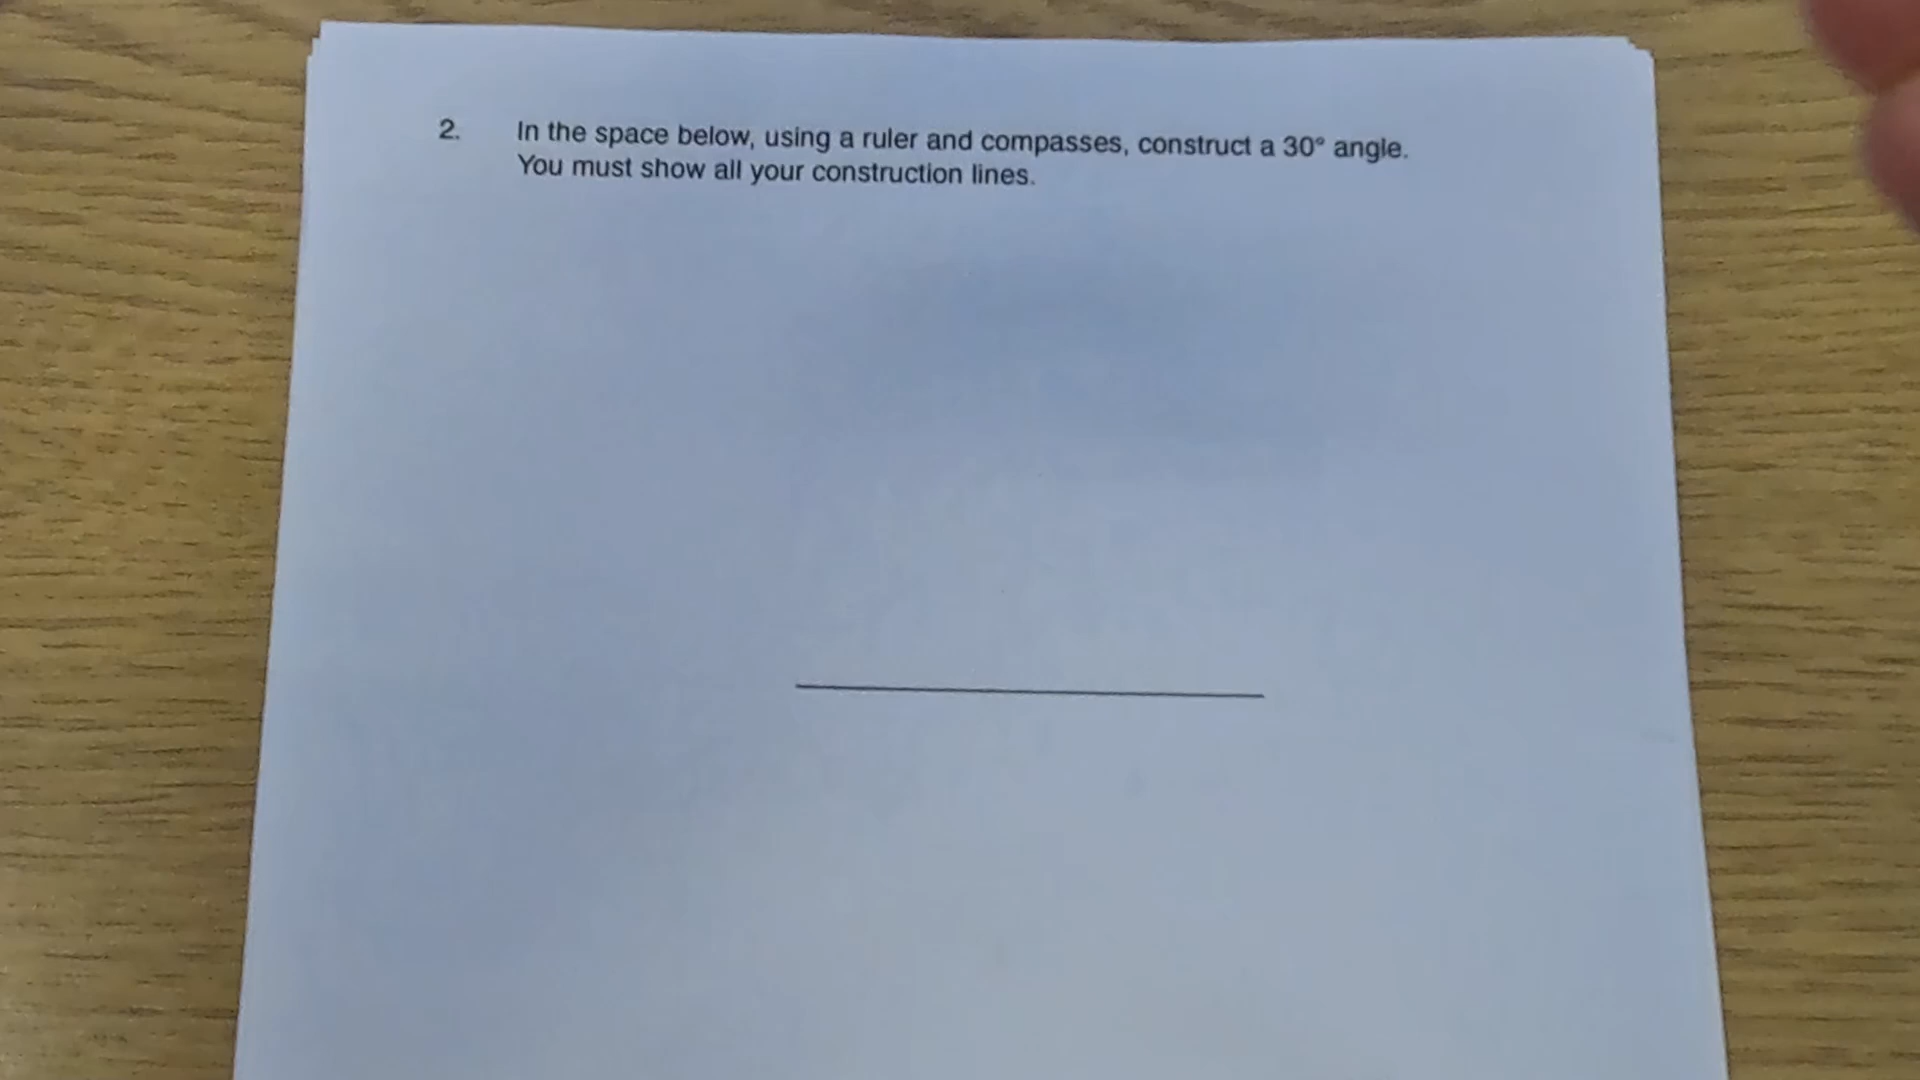 2. In the space below, using a ruler and compasses, construct a 30° angle.
You must show all your construction lines.